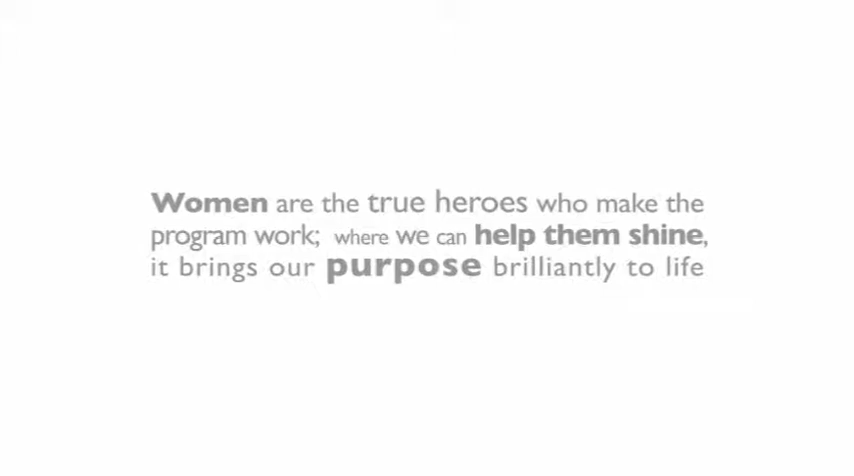 Women are the true heroes who make the
program work; where we can help them shine,
it brings our purpose brilliantly to life